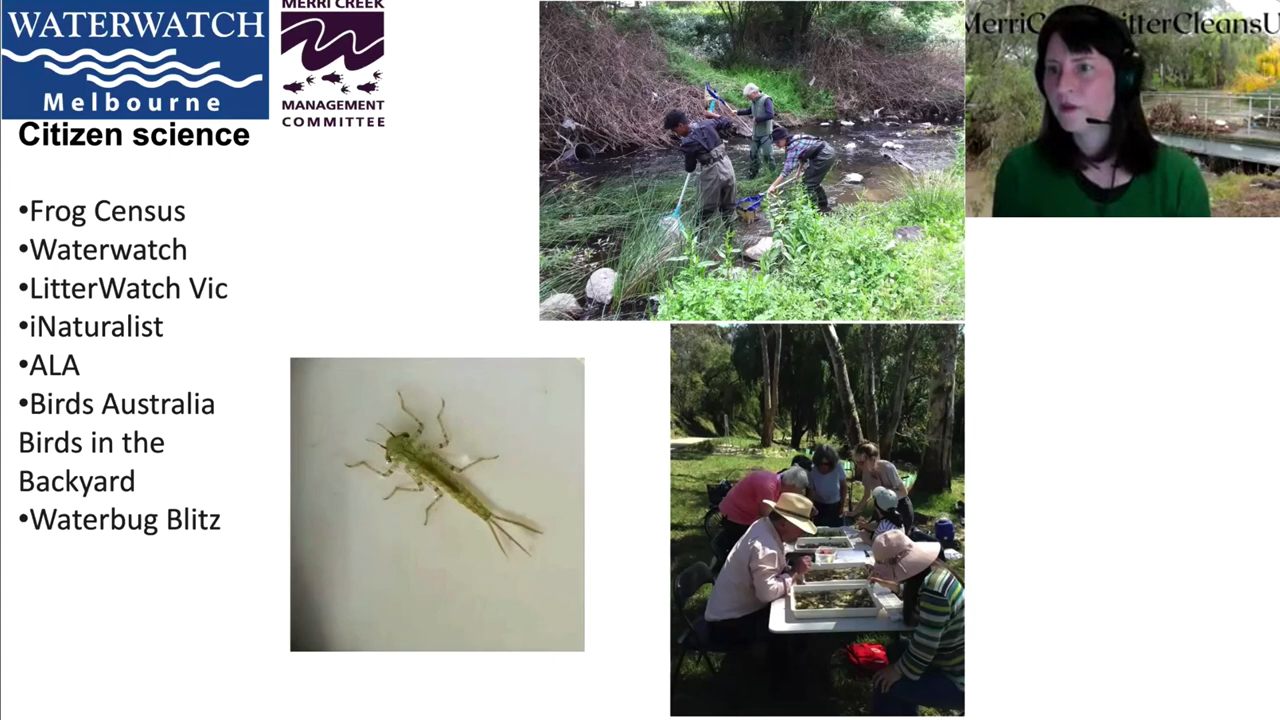 WATERWATCH
Melbourne
MERRI CREEK
MANAGEMENT
COMMITTEE
Citizen science
•Frog Census
•Waterwatch
•LitterWatch Vic
•iNaturalist
•ALA
•Birds Australia
Birds in the
Backyard
•Waterbug Blitz